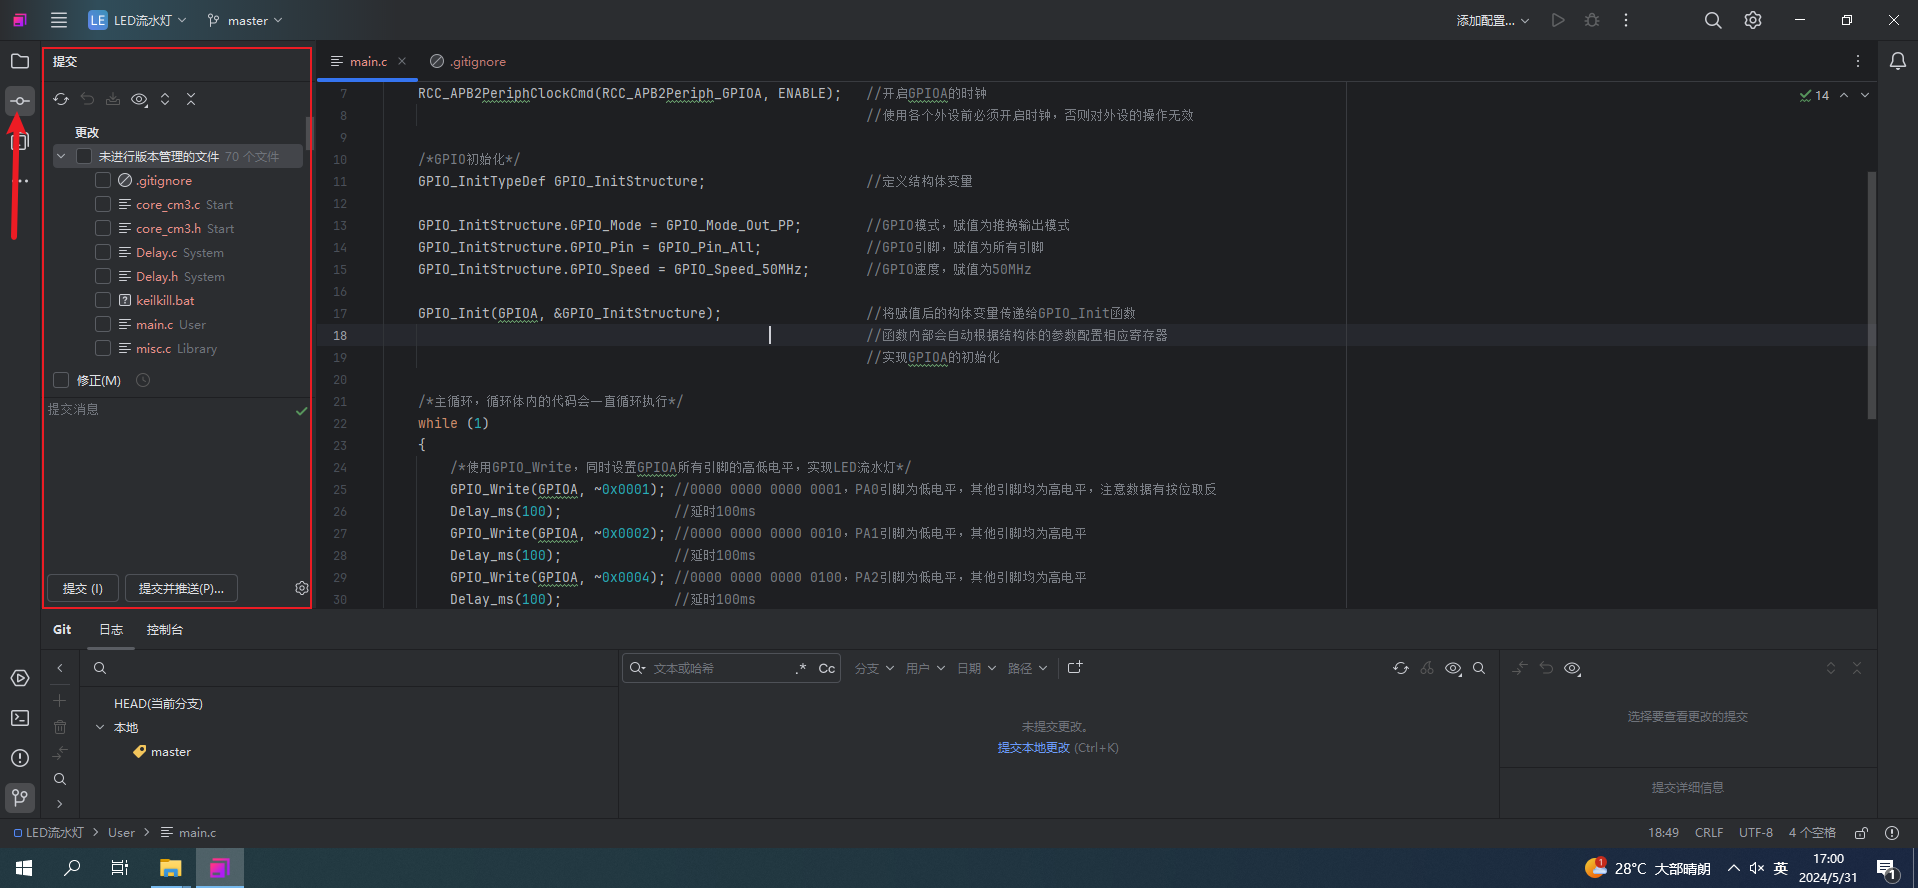 LE LED流水灯 master 添加配置...
提交
main.c
.gitignore
更改
未进行版本管理的文件 70 个文件
.gitignore
core_cm3.c Start
core_cm3.h Start
Delay.c System
Delay.h System
keilkill.bat
main.c User
misc.c Library
修正(M)
提交消息
提交 (I) 提交并推送(P)...
14
7 RCC_APB2PeriphClockCmd(RCC_APB2Periph_GPIOA, ENABLE); //开启GPIOA的时钟
8 //使用各个外设前必须开启时钟，否则对外设的操作无效
9
10 /*GPIO初始化*/
11 GPIO_InitTypeDef GPIO_InitStructure; //定义结构体变量
12
13 GPIO_InitStructure.GPIO_Mode = GPIO_Mode_Out_PP; //GPIO模式，赋值为推挽输出模式
14 GPIO_InitStructure.GPIO_Pin = GPIO_Pin_All; //GPIO引脚，赋值为所有引脚
15 GPIO_InitStructure.GPIO_Speed = GPIO_Speed_50MHz; //GPIO速度，赋值为50MHz
16
17 GPIO_Init(GPIOA, &GPIO_InitStructure); //将赋值后的构体变量传递给GPIO_Init函数
18 //函数内部会自动根据结构体的参数配置相应寄存器
19 //实现GPIOA的初始化
20
21 /*主循环，循环体内的代码会一直循环执行*/
22 while (1)
23 {
24 /*使用GPIO_Write，同时设置GPIOA所有引脚的高低电平，实现LED流水灯*/
25 GPIO_Write(GPIOA, ~0x0001); //0000 0000 0000 0001，PA0引脚为低电平，其他引脚均为高电平，注意数据有按位取反
26 Delay_ms(100); //延时100ms
27 GPIO_Write(GPIOA, ~0x0002); //0000 0000 0000 0010，PA1引脚为低电平，其他引脚均为高电平
28 Delay_ms(100); //延时100ms
29 GPIO_Write(GPIOA, ~0x0004); //0000 0000 0000 0100，PA2引脚为低电平，其他引脚均为高电平
30 Delay_ms(100); //延时100ms
Git 日志 控制台
文本或哈希 .* Cc 分支 用户 日期 路径
HEAD(当前分支)
本地
master
未提交更改。
提交本地更改 (Ctrl+K)
选择要查看更改的提交
提交详细信息
LED流水灯 > User > main.c
18:49 CRLF UTF-8 4 个空格
1 28°C 大部晴朗 英 17:00
2024/5/31
1